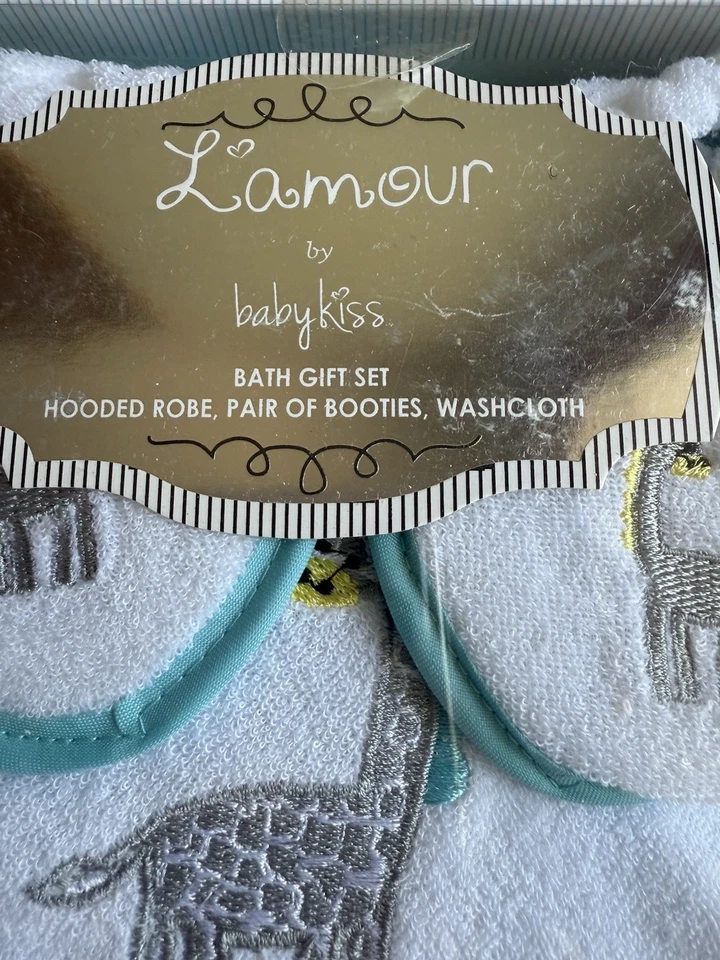 L'amour
by
babykiss
BATH GIFT SET
HOODED ROBE, PAIR OF BOOTIES, WASHCLOTH